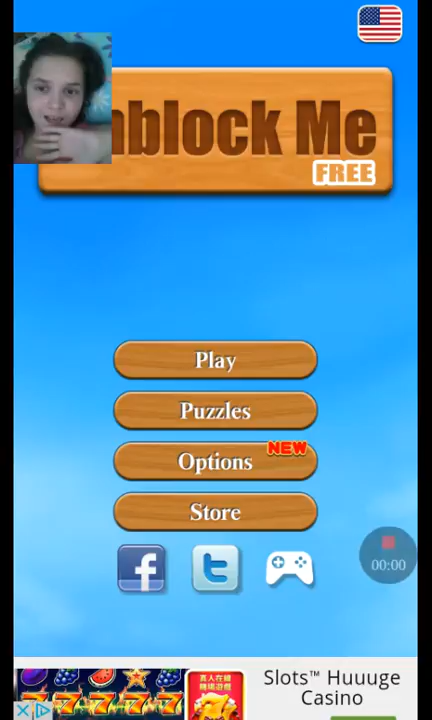 nblock Me
FREE
Play
Puzzles
NEW
Options
Store
00:00
Slots™ Huuuge
Casino